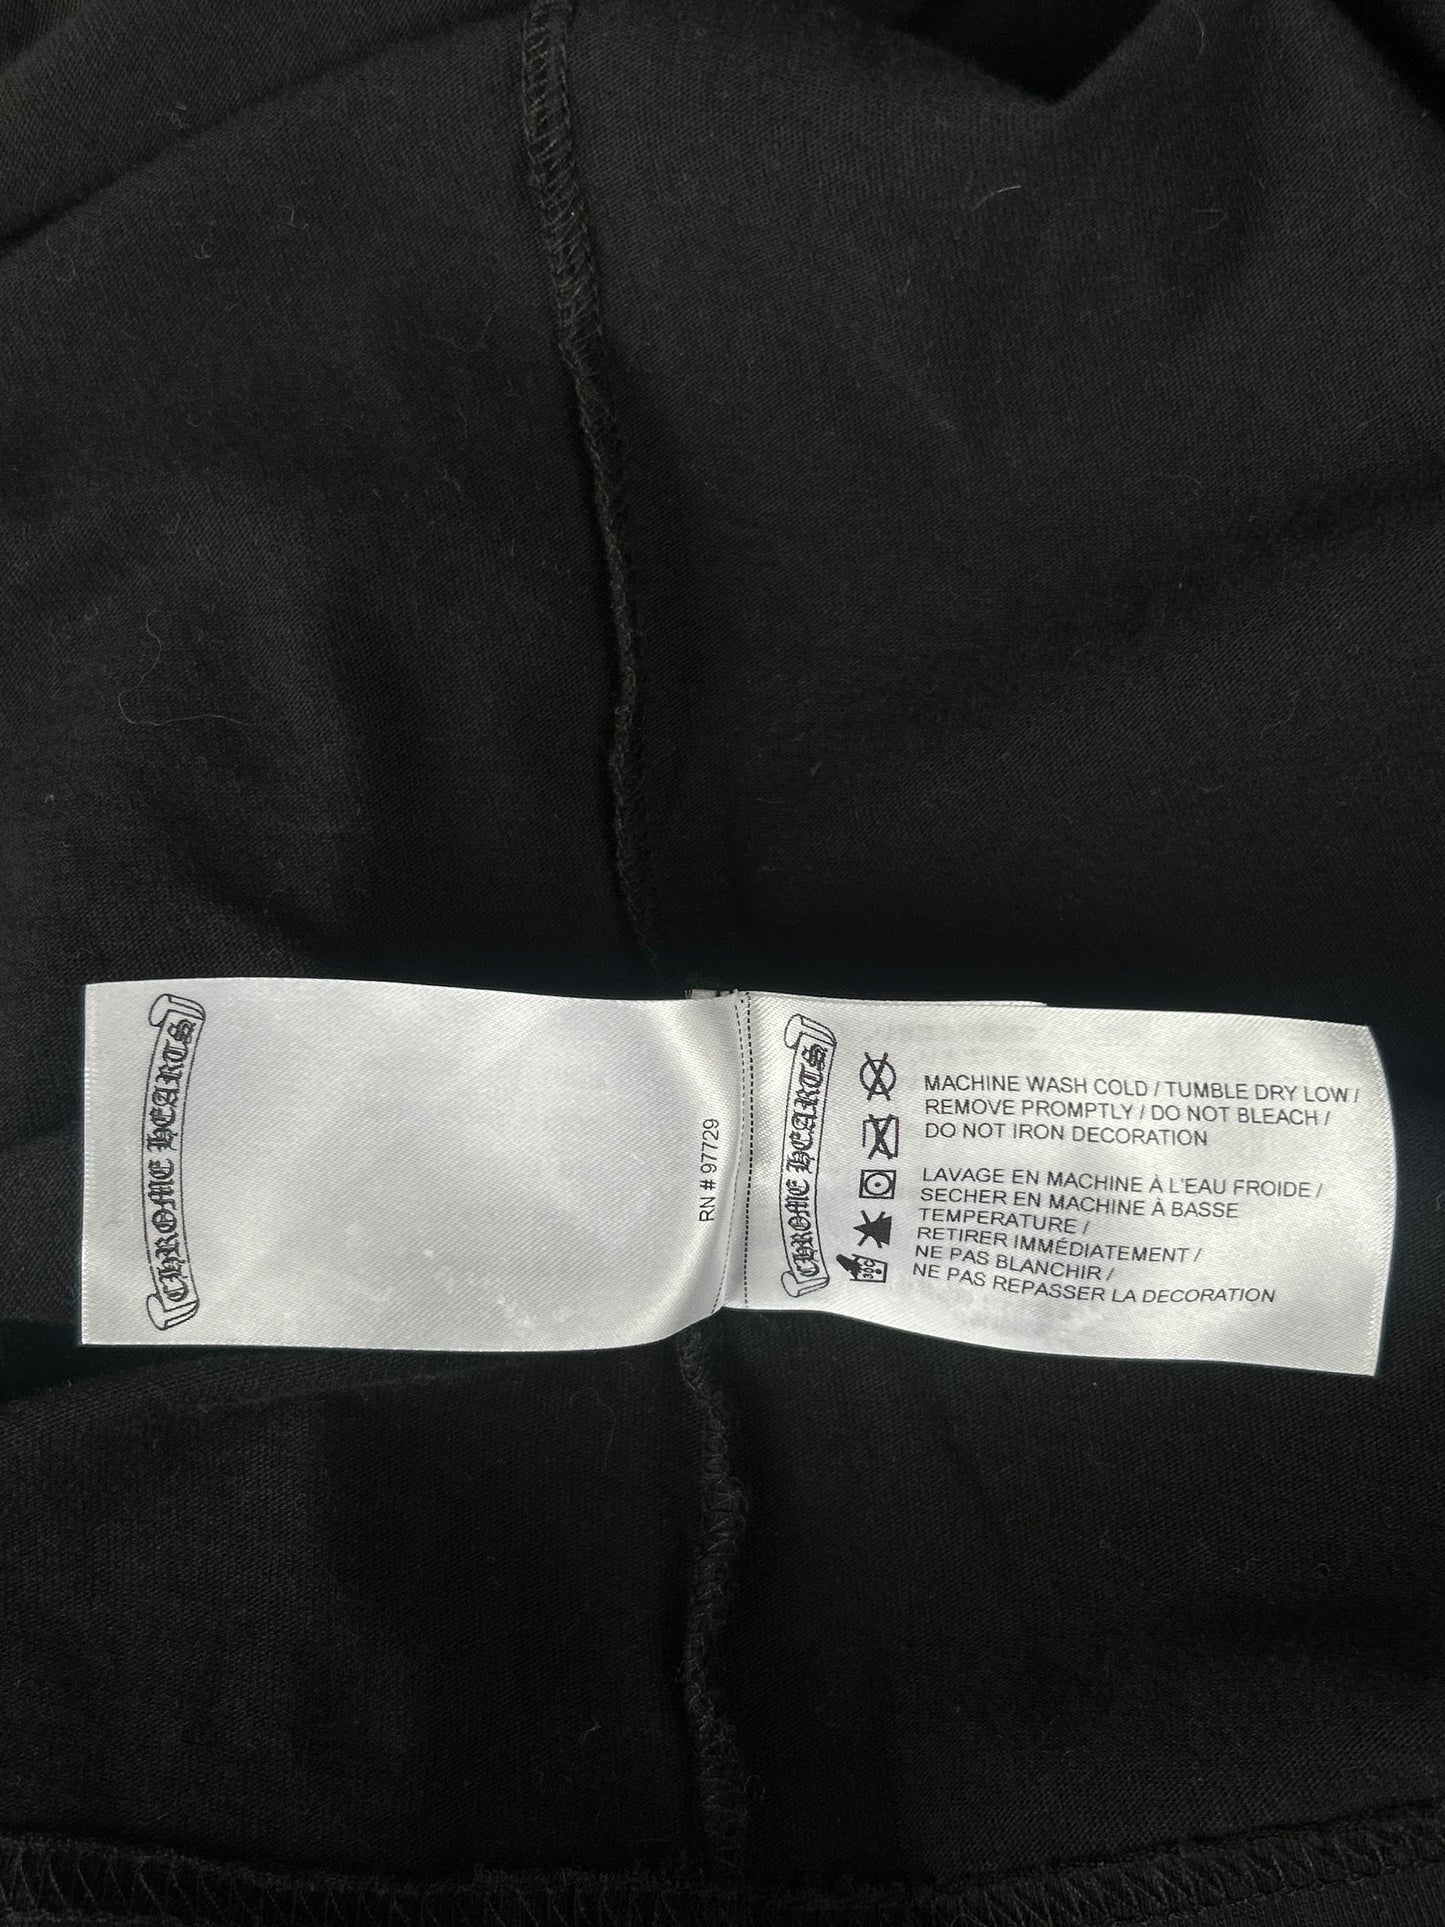 CHROME HEARTS
RN # 97729
CHROME HEARTS
MACHINE WASH COLD / TUMBLE DRY LOW /
REMOVE PROMPTLY / DO NOT BLEACH /
DO NOT IRON DECORATION
LAVAGE EN MACHINE À L'EAU FROIDE /
SECHER EN MACHINE À BASSE
TEMPERATURE /
RETIRER IMMÉDIATEMENT /
NE PAS BLANCHIR /
NE PAS REPASSER LA DECORATION
30C